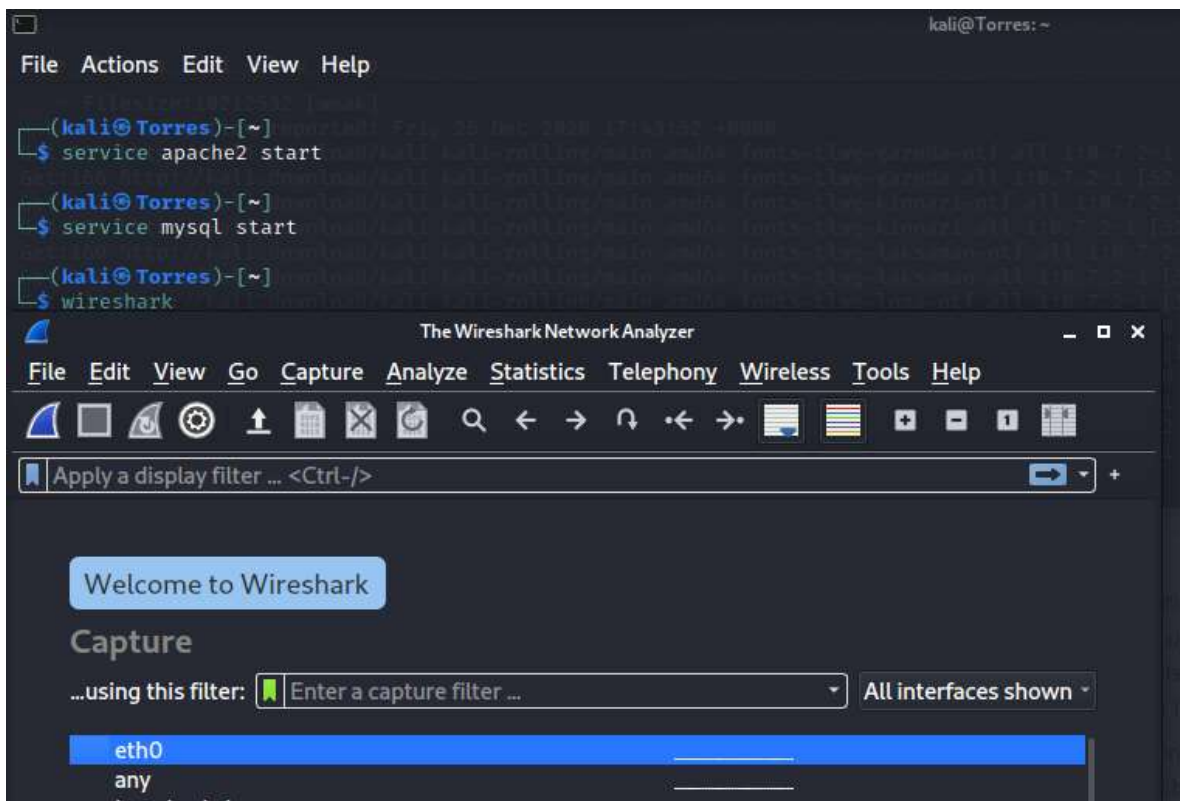 kali@Torres: ~
File Actions Edit View Help
┌──(kali㉿Torres)-[~]
└─$ service apache2 start
┌──(kali㉿Torres)-[~]
└─$ service mysql start
┌──(kali㉿Torres)-[~]
└─$ wireshark
The Wireshark Network Analyzer
File Edit View Go Capture Analyze Statistics Telephony Wireless Tools Help
Apply a display filter ... <Ctrl-/>
Welcome to Wireshark
Capture
...using this filter: Enter a capture filter ... All interfaces shown
eth0
any